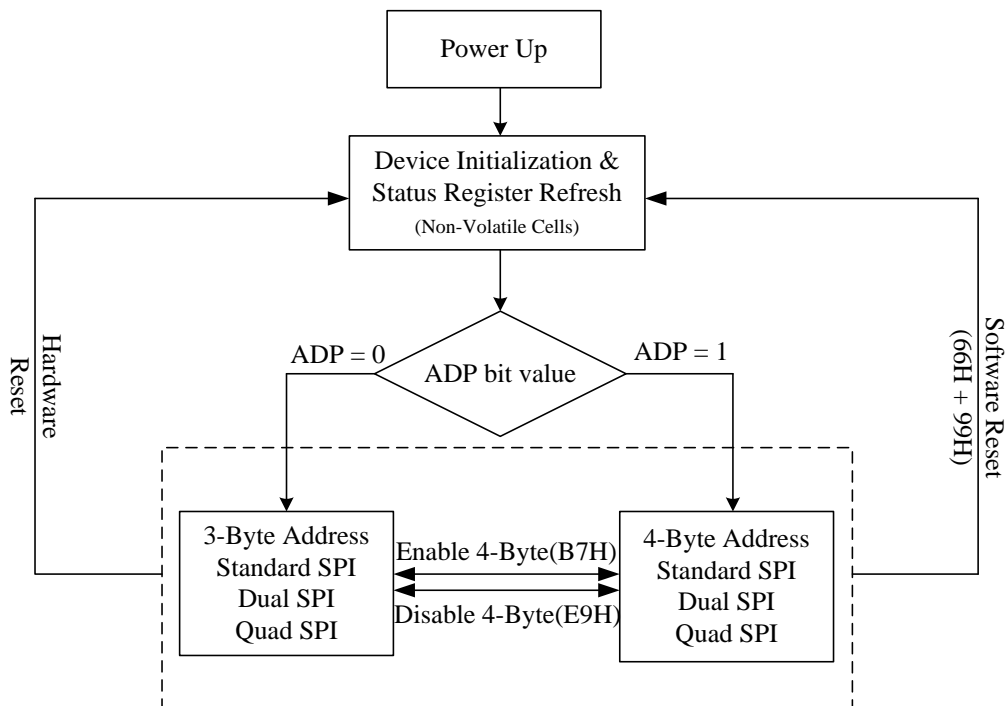 Power Up
Device Initialization &
Status Register Refresh
(Non-Volatile Cells)
ADP = 0
ADP = 1
ADP bit value
Hardware
Reset
Software Reset
(66H + 99H)
3-Byte Address
Standard SPI
Dual SPI
Quad SPI
Enable 4-Byte(B7H)
Disable 4-Byte(E9H)
4-Byte Address
Standard SPI
Dual SPI
Quad SPI